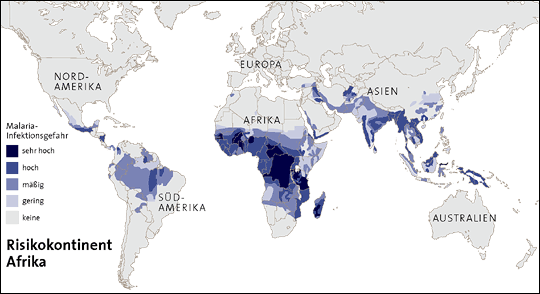 NORD-
AMERIKA
EUROPA
ASIEN
AFRIKA
SÜD-
AMERIKA
AUSTRALIEN
Malaria-
Infektionsgefahr
sehr hoch
hoch
mäßig
gering
keine
Risikokontinent
Afrika